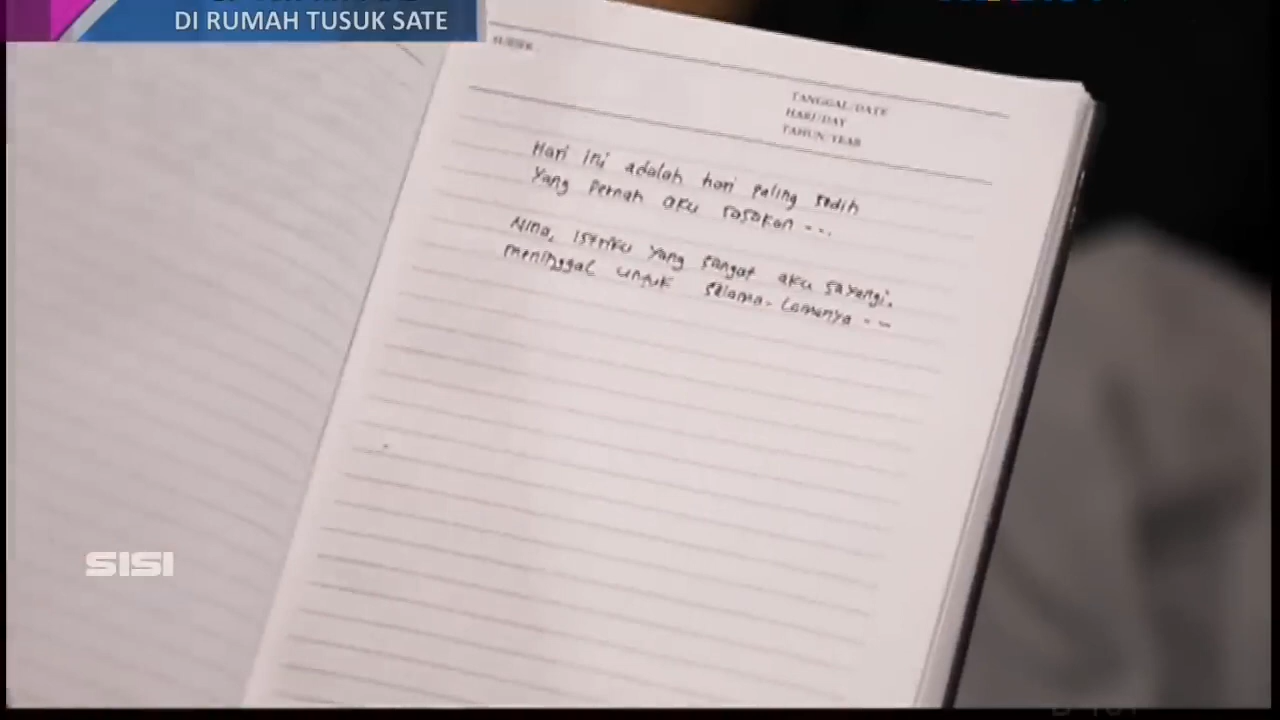 DI RUMAH TUSUK SATE
TANGGAL/DATE
HARI/DAY
TAHUN/YEAR
Hari ini adalah hari paling sedih
yang pernah aku rasakan ...
Nina, istriku yang sangat aku sayangi.
meninggal untuk selama-lamanya ...
SISI